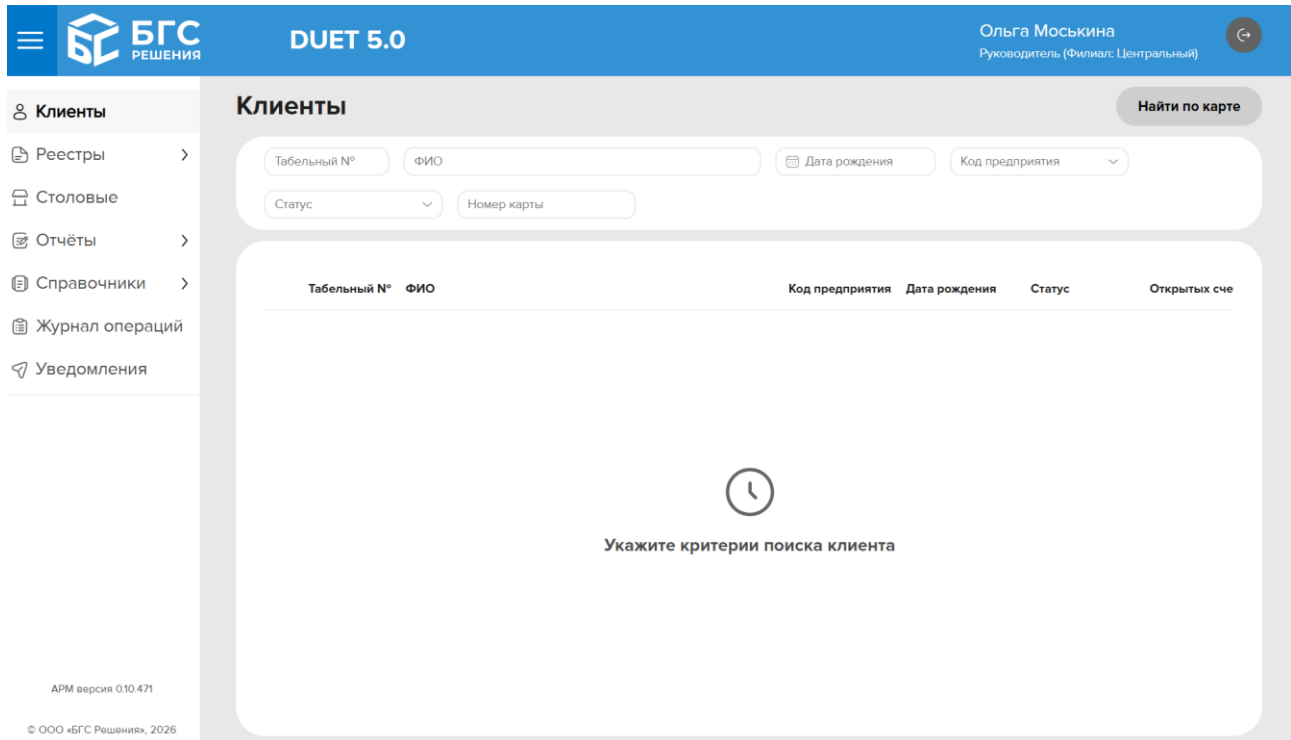 БГС
РЕШЕНИЯ
DUET 5.0
Ольга Моськина
Руководитель (Филиал: Центральный)
Клиенты
Реестры
Столовые
Отчёты
Справочники
Журнал операций
Уведомления
АРМ версия 0.10.471
© ООО «БГС Решения», 2026
Клиенты
Найти по карте
Табельный № ФИО Дата рождения Код предприятия
Статус Номер карты
Табельный № ФИО Код предприятия Дата рождения Статус Открытых сче
Укажите критерии поиска клиента